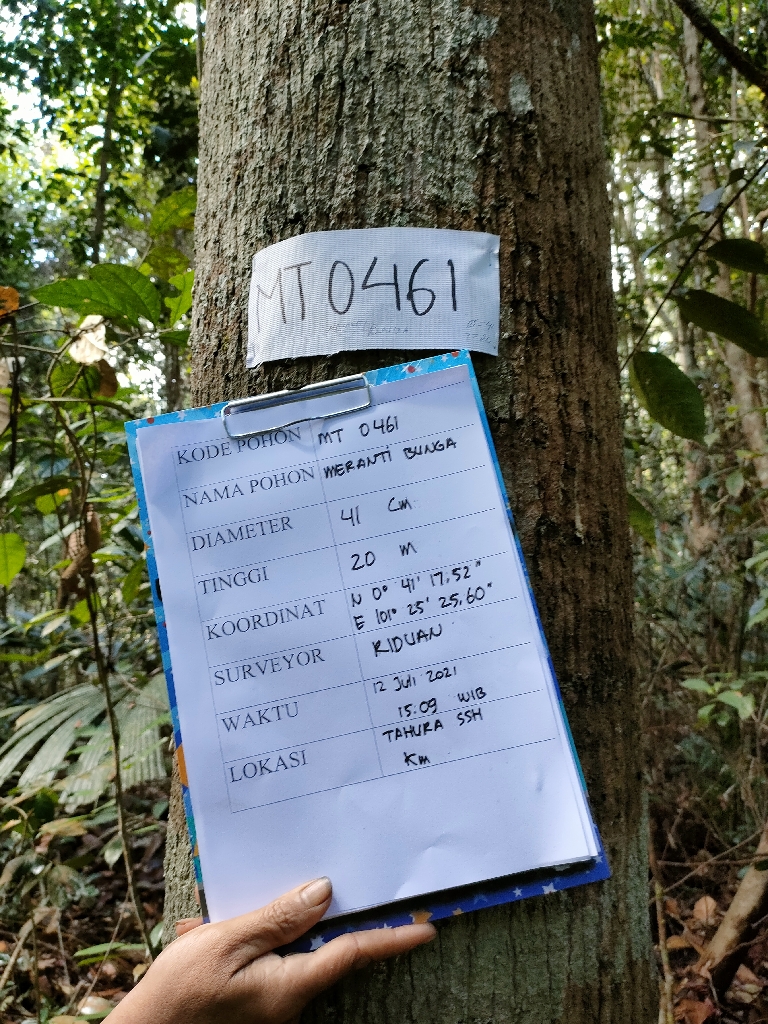 MT 0461
KODE POHON MT 0461
NAMA POHON MERANTI BUNGA
DIAMETER 41 Cm
TINGGI 20 m
KOORDINAT N 0° 41' 17,52"
E 101° 25' 25,60"
SURVEYOR RIDUAN
WAKTU 12 Juli 2021
15:09 WIB
LOKASI TAHURA SSH
Km